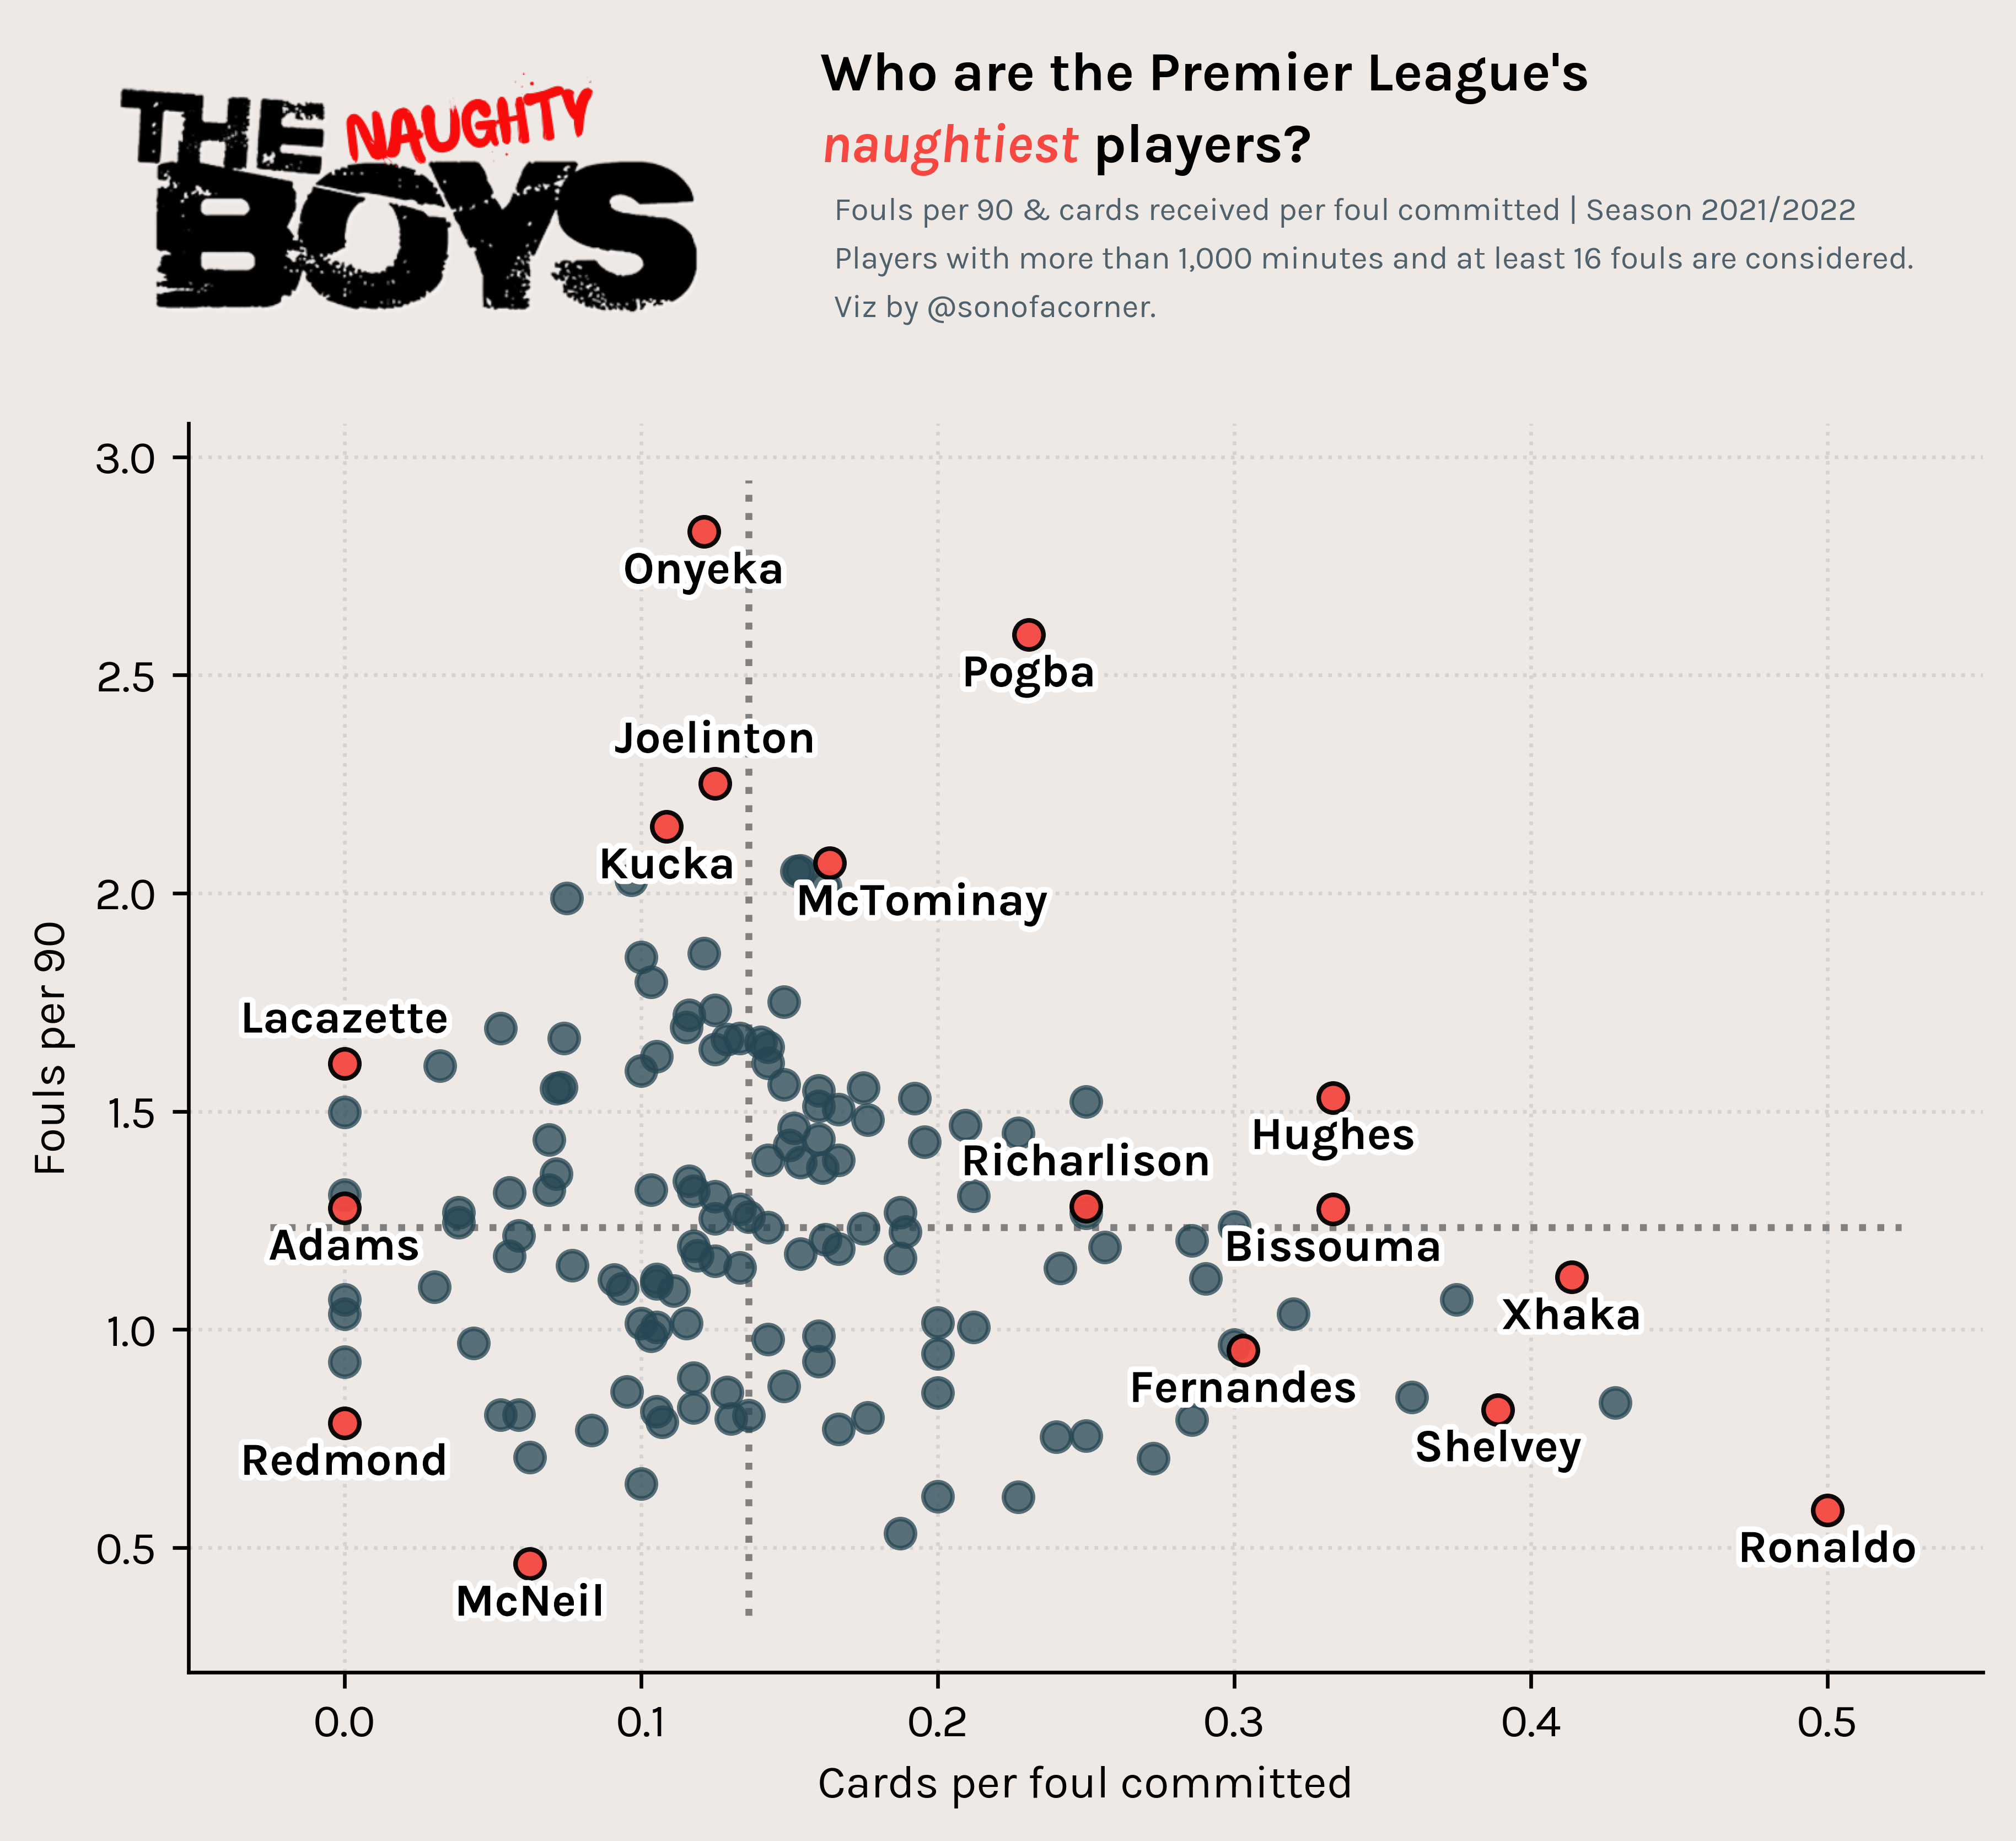 THE NAUGHTY
BOYS
Who are the Premier League's
naughtiest players?
Fouls per 90 & cards received per foul committed | Season 2021/2022
Players with more than 1,000 minutes and at least 16 fouls are considered.
Viz by @sonofacorner.
3.0
Onyeka
Pogba
2.5
Joelinton
Kucka
2.0
McTominay
Lacazette
1.5
Hughes
Richarlison
Adams
Bissouma
Xhaka
1.0
Fernandes
Shelvey
Redmond
0.5
Ronaldo
McNeil
Fouls per 90
0.0 0.1 0.2 0.3 0.4 0.5
Cards per foul committed